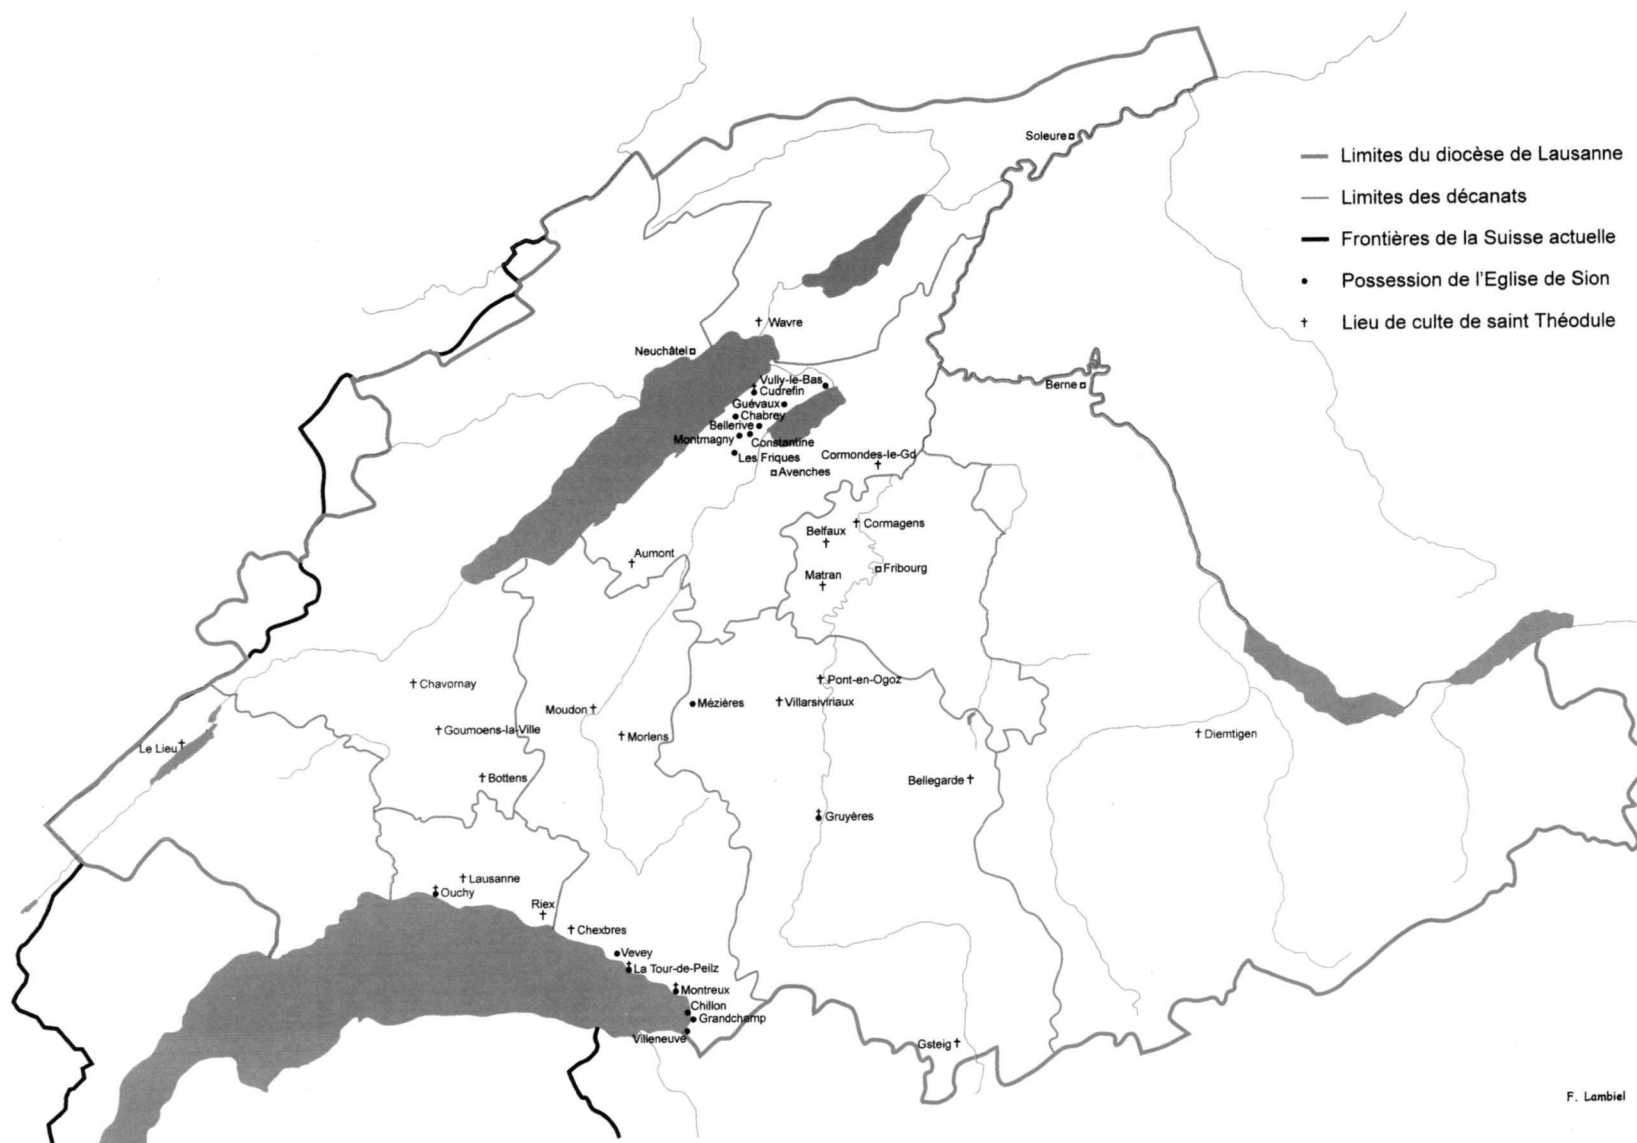 Soleure
Limites du diocèse de Lausanne
Limites des décanats
Frontières de la Suisse actuelle
Possession de l'Eglise de Sion
Lieu de culte de saint Théodule
Wavre
Neuchâtel
Vully-le-Bas
Cudrefin
Berne
Guévaux
Chabrey
Bellerive
Montmagny
Constantine
Les Friques
Cormondes-le-Gd
Avenches
Cormagens
Belfaux
Aumont
Fribourg
Matran
Chavornay
Pont-en-Ogoz
Mézières
Villarsiviriaux
Moudon
Goumoens-la-Ville
Morlens
Diemtigen
Le Lieu
Bottens
Bellegarde
Gruyères
Lausanne
Ouchy
Riex
Chexbres
Vevey
La Tour-de-Peilz
Montreux
Chillon
Grandchamp
Villeneuve
Gsteig
F. Lambiel